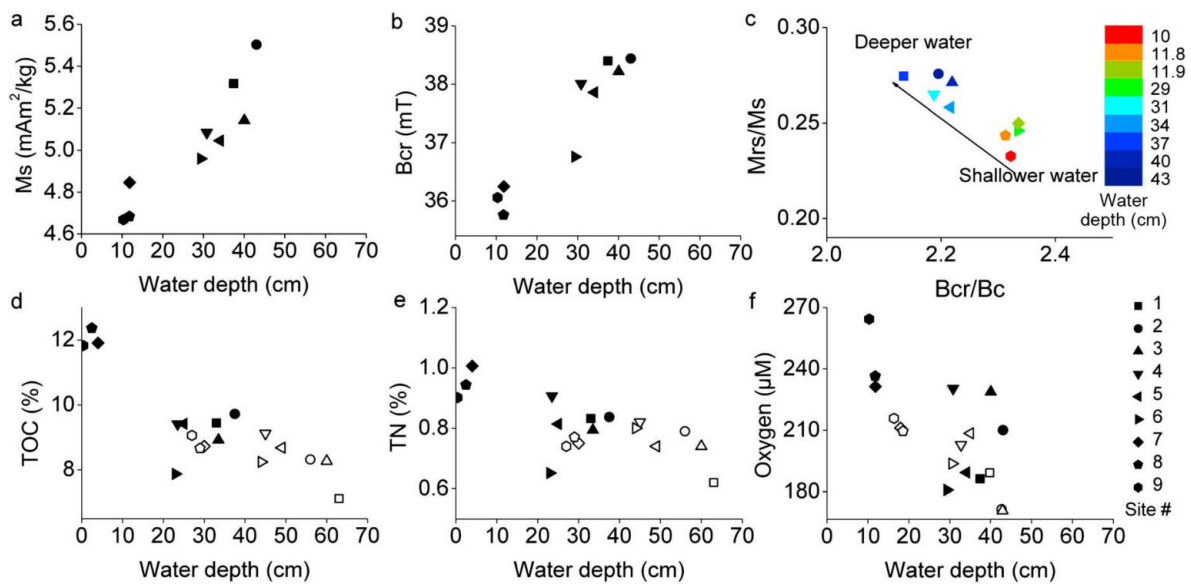 a
5.6
5.4
5.2
5.0
4.8
4.6
Ms (mAm²/kg)
0 10 20 30 40 50 60 70
Water depth (cm)
b
39
38
37
36
Bcr (mT)
0 10 20 30 40 50 60 70
Water depth (cm)
c
0.30
0.25
0.20
Mrs/Ms
Deeper water
Shallower water
2.0 2.2 2.4
Bcr/Bc
10
11.8
11.9
29
31
34
37
40
43
Water
depth (cm)
d
12
10
8
TOC (%)
0 10 20 30 40 50 60 70
Water depth (cm)
e
1.2
1.0
0.8
0.6
TN (%)
0 10 20 30 40 50 60 70
Water depth (cm)
f
270
240
210
180
Oxygen (µM)
0 10 20 30 40 50 60 70
Water depth (cm)
1
2
3
4
5
6
7
8
9
Site #